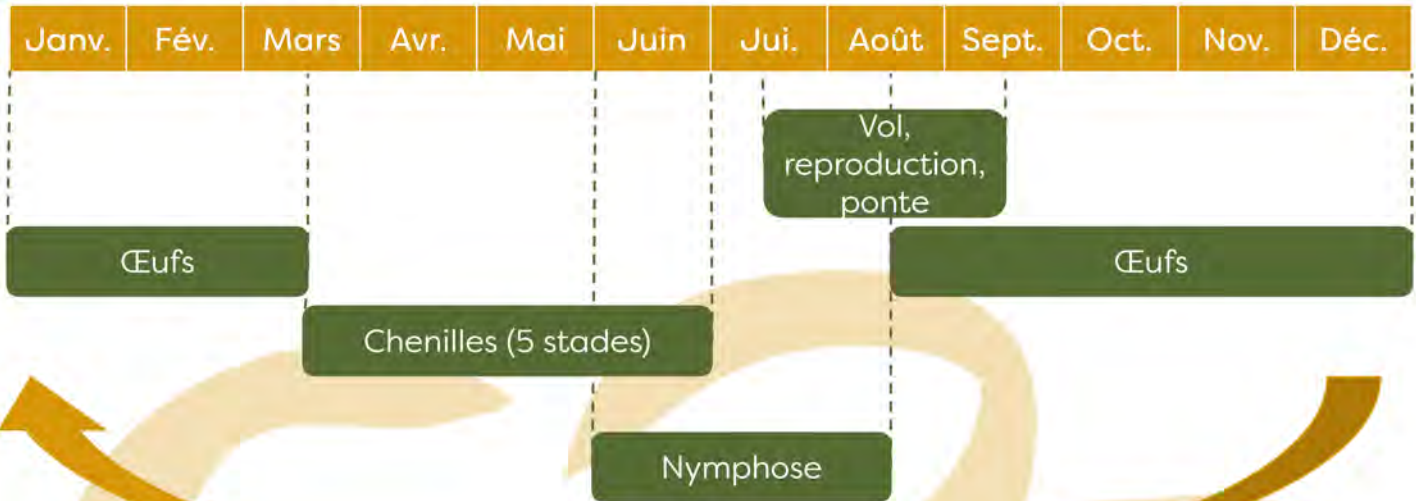 Janv. Fév. Mars Avr. Mai Juin Jui. Août Sept. Oct. Nov. Déc.
Vol,
reproduction,
ponte
Œufs
Œufs
Chenilles (5 stades)
Nymphose